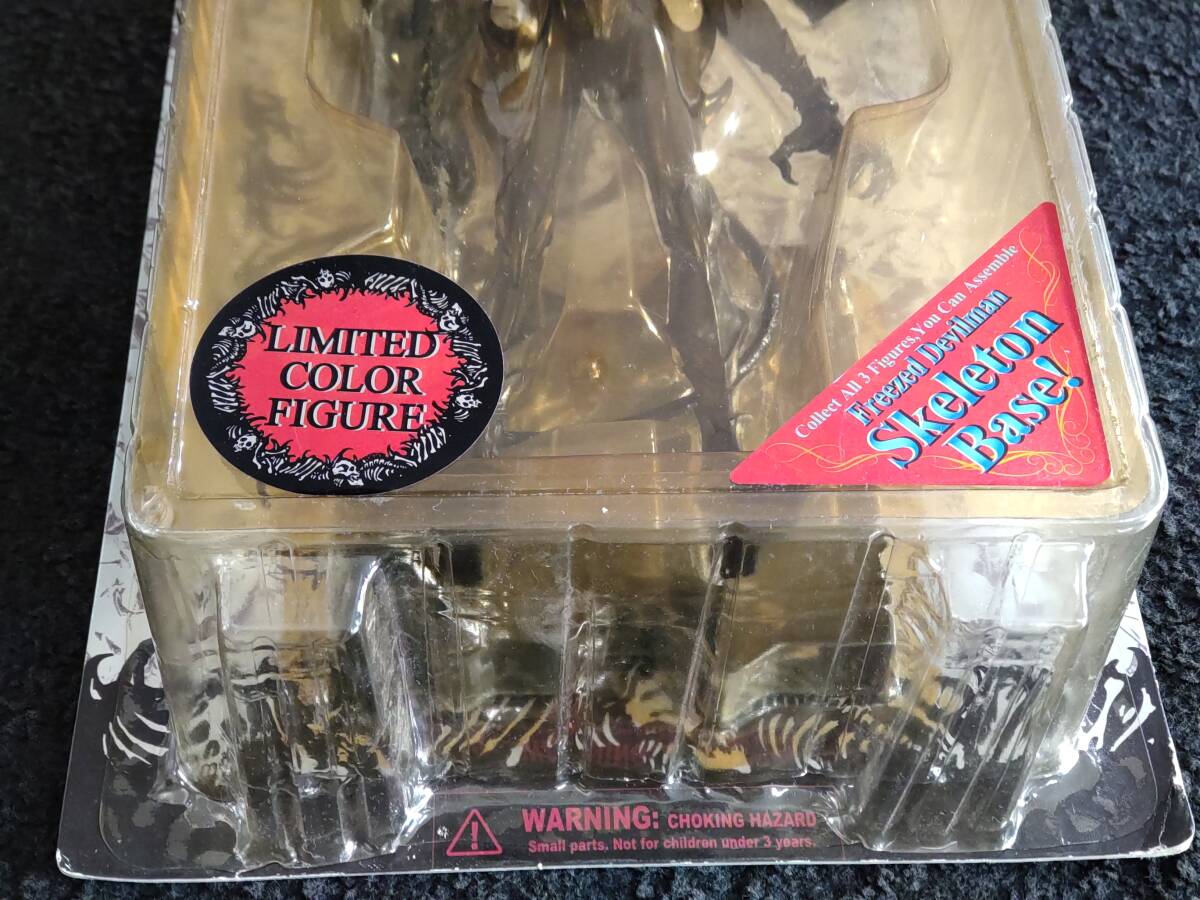 LIMITED
COLOR
FIGURE
Collect All 3 Figures, You Can Assemble
Freezed Devilman
Skeleton
Base!
WARNING: CHOKING HAZARD
Small parts. Not for children under 3 years.